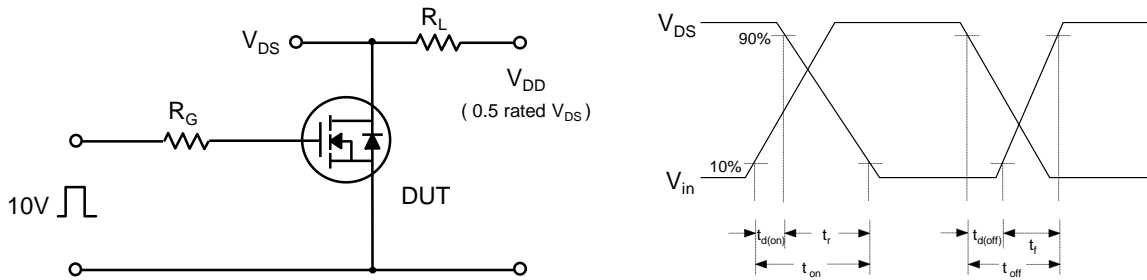 R_L
V_DS
V_DD
( 0.5 rated V_DS )
R_G
10V
DUT
V_DS
90%
10%
V_in
t_d(on)
t_r
t_on
t_d(off)
t_f
t_off